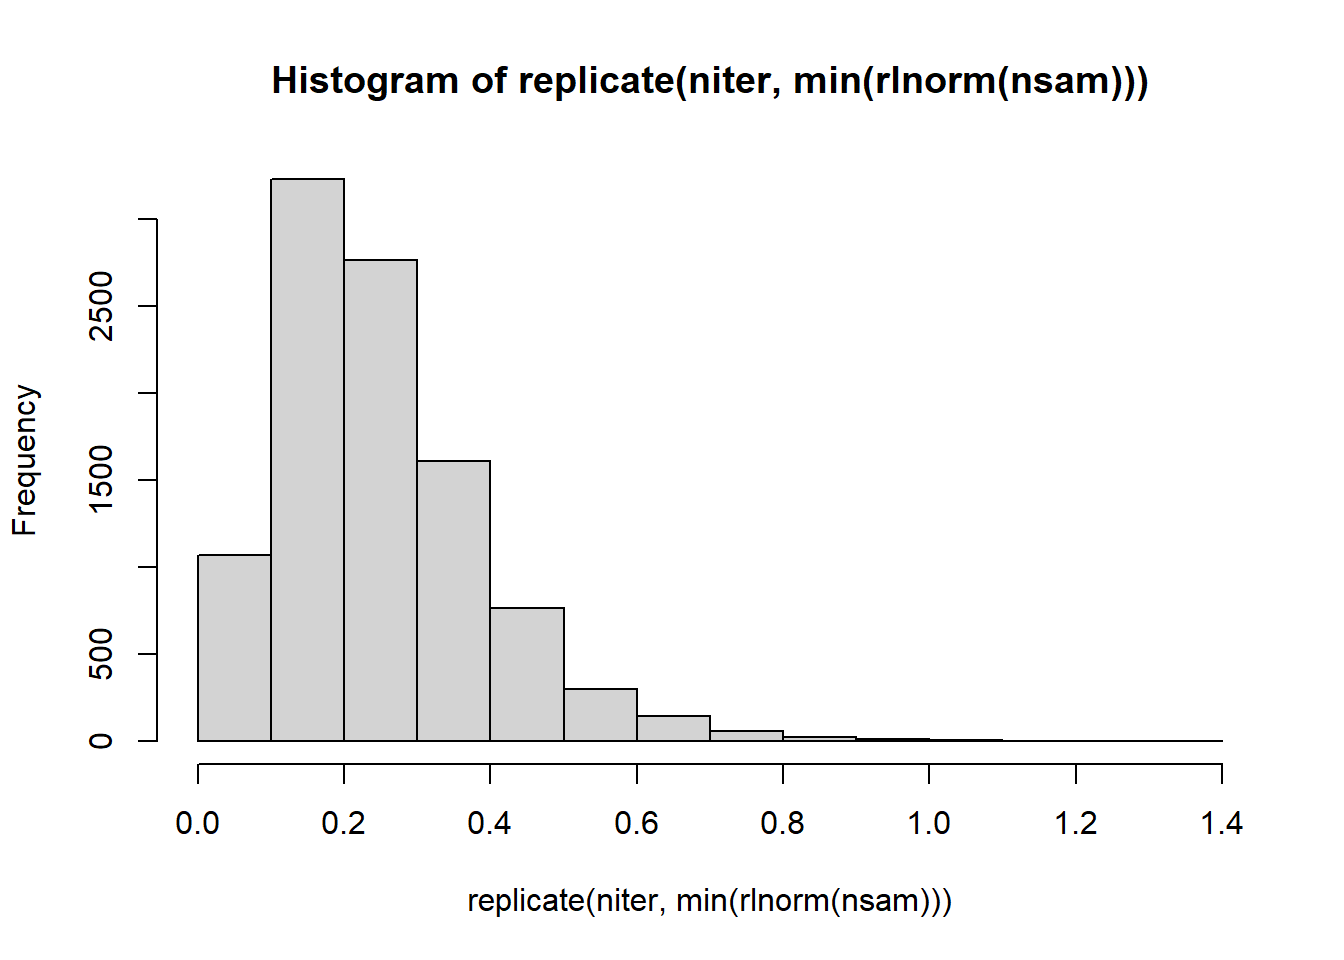 Histogram of replicate(niter, min(rlnorm(nsam)))
Frequency
2500
1500
500
0
0.0 0.2 0.4 0.6 0.8 1.0 1.2 1.4
replicate(niter, min(rlnorm(nsam)))